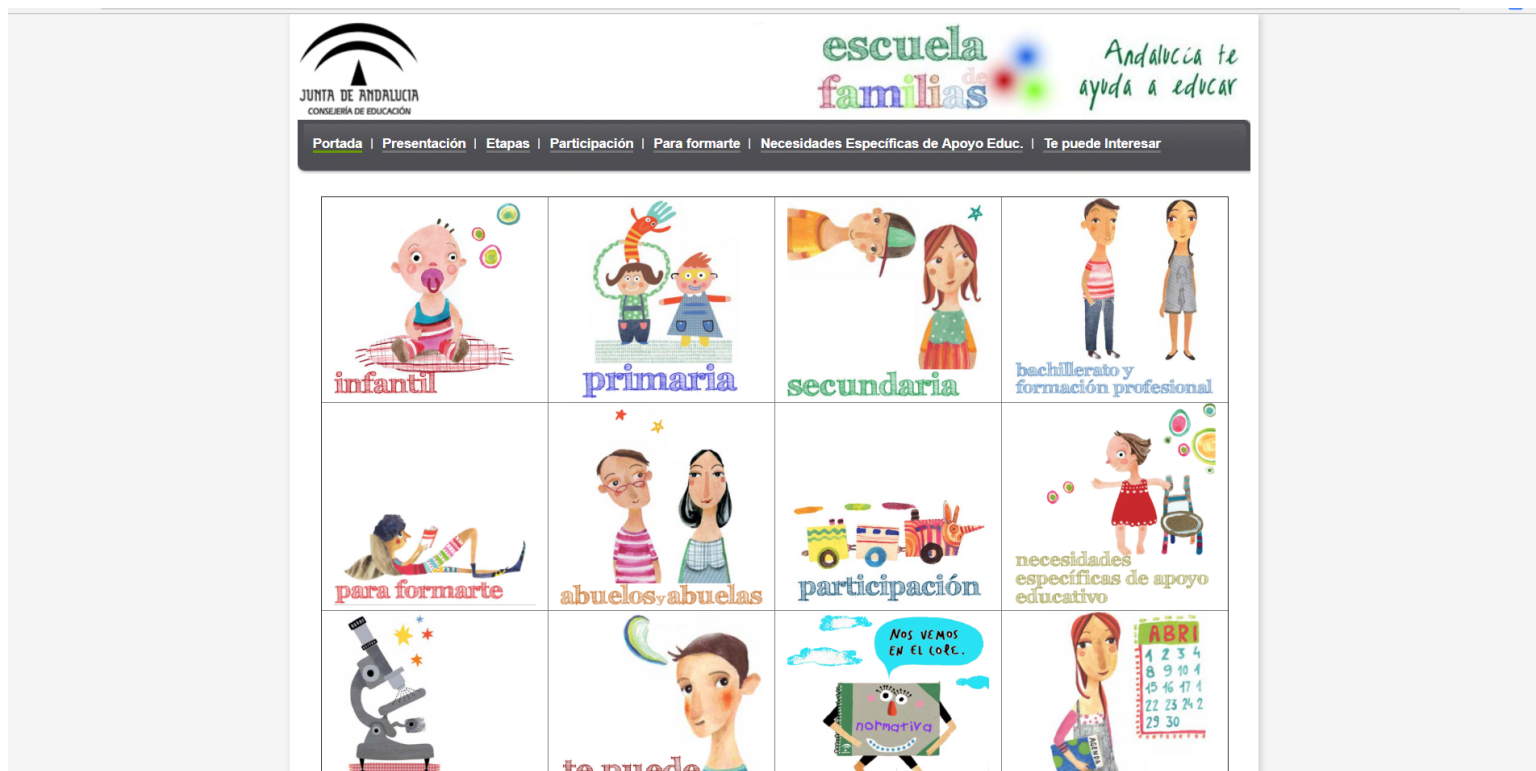 JUNTA DE ANDALUCIA
CONSEJERÍA DE EDUCACIÓN
escuela
de
familias
Andalucía te
ayuda a educar
Portada | Presentación | Etapas | Participación | Para formarte | Necesidades Específicas de Apoyo Educ. | Te puede Interesar
infantil
primaria
secundaria
bachillerato y
formación profesional
para formarte
abuelos y abuelas
participación
necesidades
específicas de apoyo
educativo
te puede
NOS VEMOS
EN EL COLE.
normativa
ABRI
1 2 3 4
8 9 10 1
15 16 17 1
22 23 24 2
29 30
AGENDA